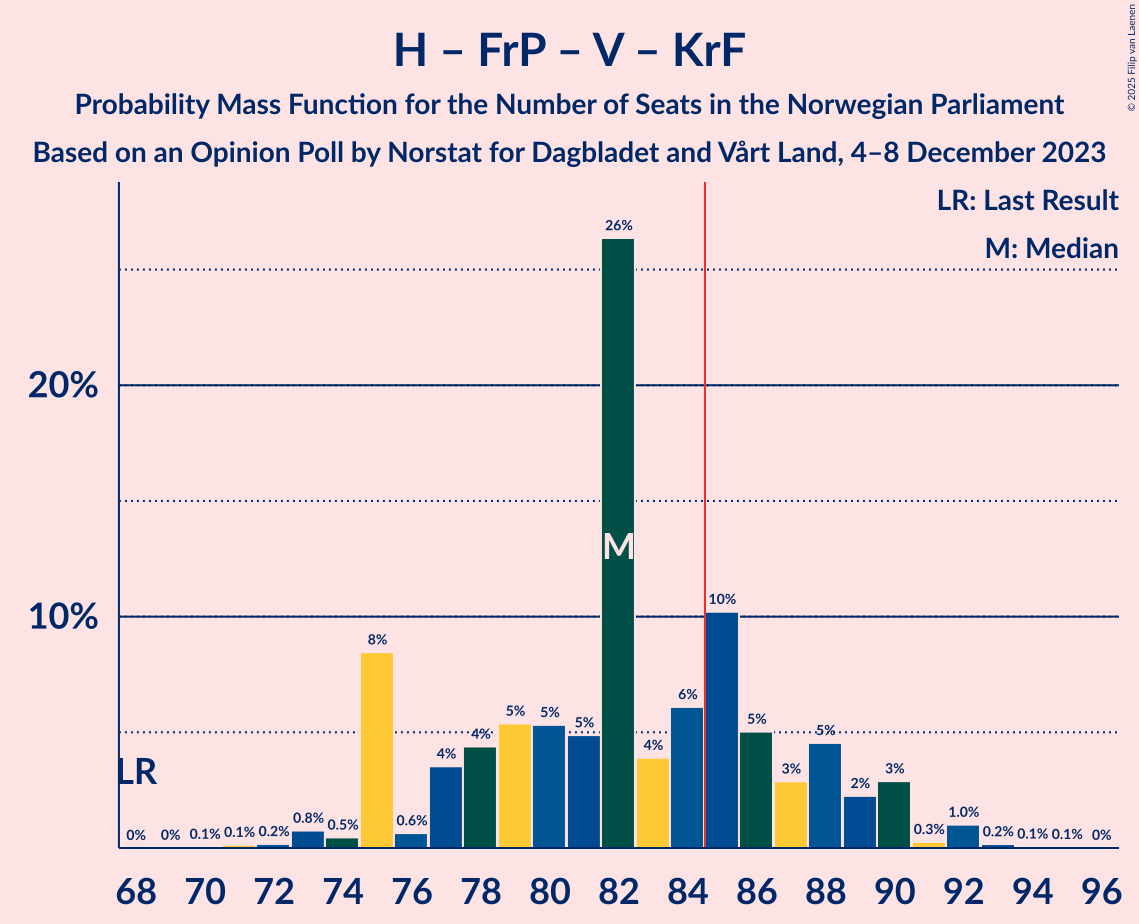 H – FrP – V – KrF
Probability Mass Function for the Number of Seats in the Norwegian Parliament
Based on an Opinion Poll by Norstat for Dagbladet and Vårt Land, 4–8 December 2023
© 2025 Filip van Laenen
LR: Last Result
M: Median
26%
20%
M
10%
10%
8%
6%
5% 5% 5% 5% 5%
4% 4% 4%
LR
3% 3%
2%
0% 0% 0.1% 0.1% 0.2% 0.8% 0.5% 0.6% 0.3% 1.0% 0.2% 0.1% 0.1% 0%
68 70 72 74 76 78 80 82 84 86 88 90 92 94 96